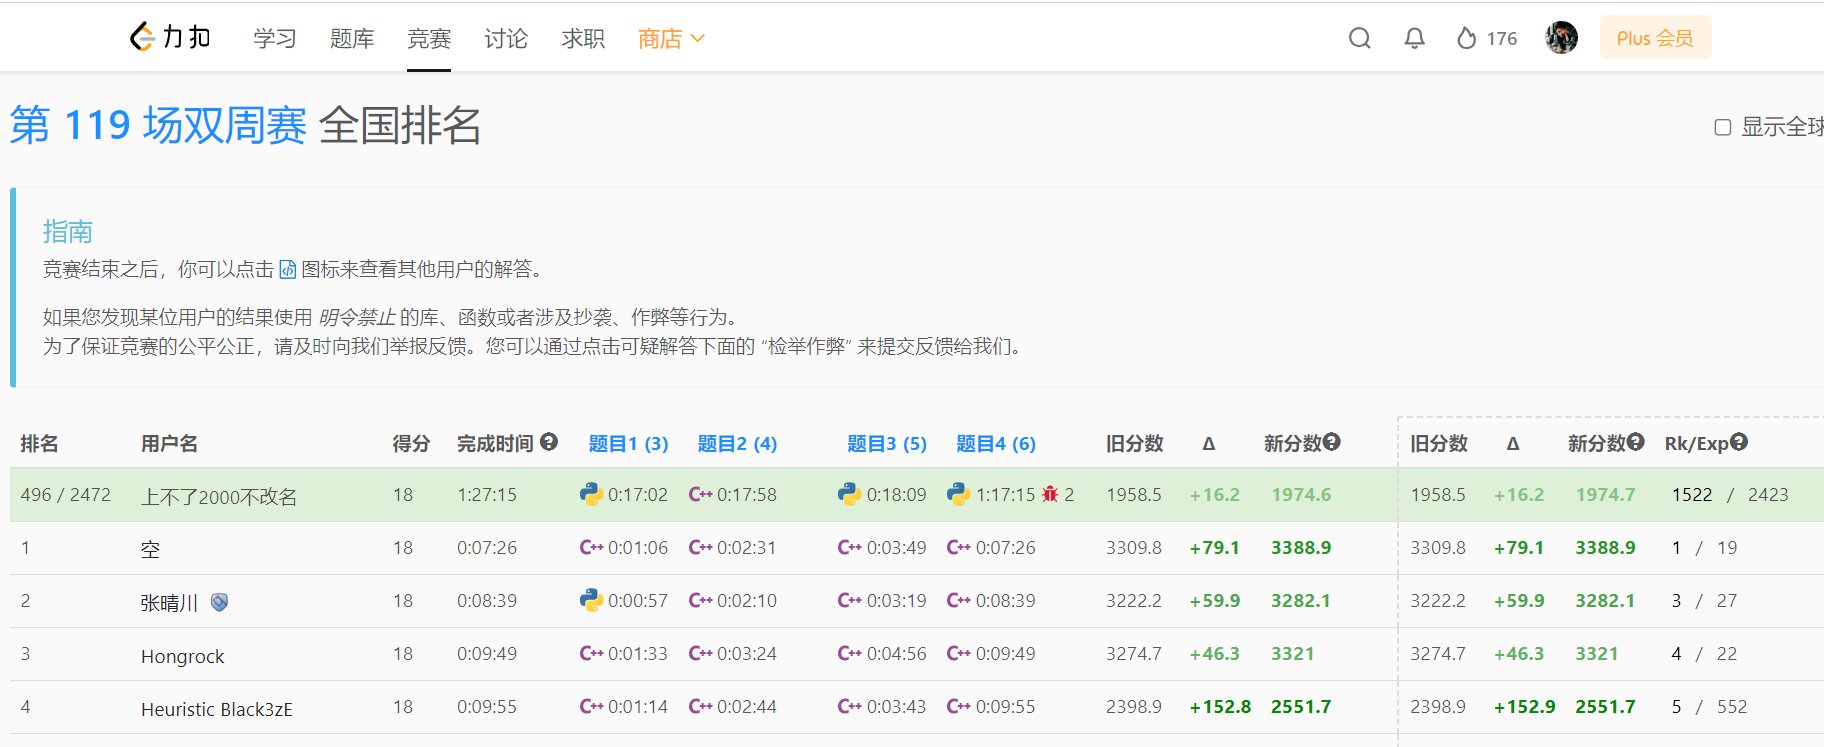 力扣 学习 题库 竞赛 讨论 求职 商店 176 Plus 会员
第 119 场双周赛 全国排名 显示全球
指南
竞赛结束之后，你可以点击 图标来查看其他用户的解答。
如果您发现某位用户的结果使用 明令禁止 的库、函数或者涉及抄袭、作弊等行为。
为了保证竞赛的公平公正，请及时向我们举报反馈。您可以通过点击可疑解答下面的 “检举作弊” 来提交反馈给我们。
排名 用户名 得分 完成时间 ? 题目1 (3) 题目2 (4) 题目3 (5) 题目4 (6) 旧分数 Δ 新分数? 旧分数 Δ 新分数? Rk/Exp?
496 / 2472 上不了2000不改名 18 1:27:15 0:17:02 C++ 0:17:58 0:18:09 1:17:15 2 1958.5 +16.2 1974.6 1958.5 +16.2 1974.7 1522 / 2423
1 空 18 0:07:26 C++ 0:01:06 C++ 0:02:31 C++ 0:03:49 C++ 0:07:26 3309.8 +79.1 3388.9 3309.8 +79.1 3388.9 1 / 19
2 张晴川 18 0:08:39 0:00:57 C++ 0:02:10 C++ 0:03:19 C++ 0:08:39 3222.2 +59.9 3282.1 3222.2 +59.9 3282.1 3 / 27
3 Hongrock 18 0:09:49 C++ 0:01:33 C++ 0:03:24 C++ 0:04:56 C++ 0:09:49 3274.7 +46.3 3321 3274.7 +46.3 3321 4 / 22
4 Heuristic Black3zE 18 0:09:55 C++ 0:01:14 C++ 0:02:44 C++ 0:03:43 C++ 0:09:55 2398.9 +152.8 2551.7 2398.9 +152.9 2551.7 5 / 552